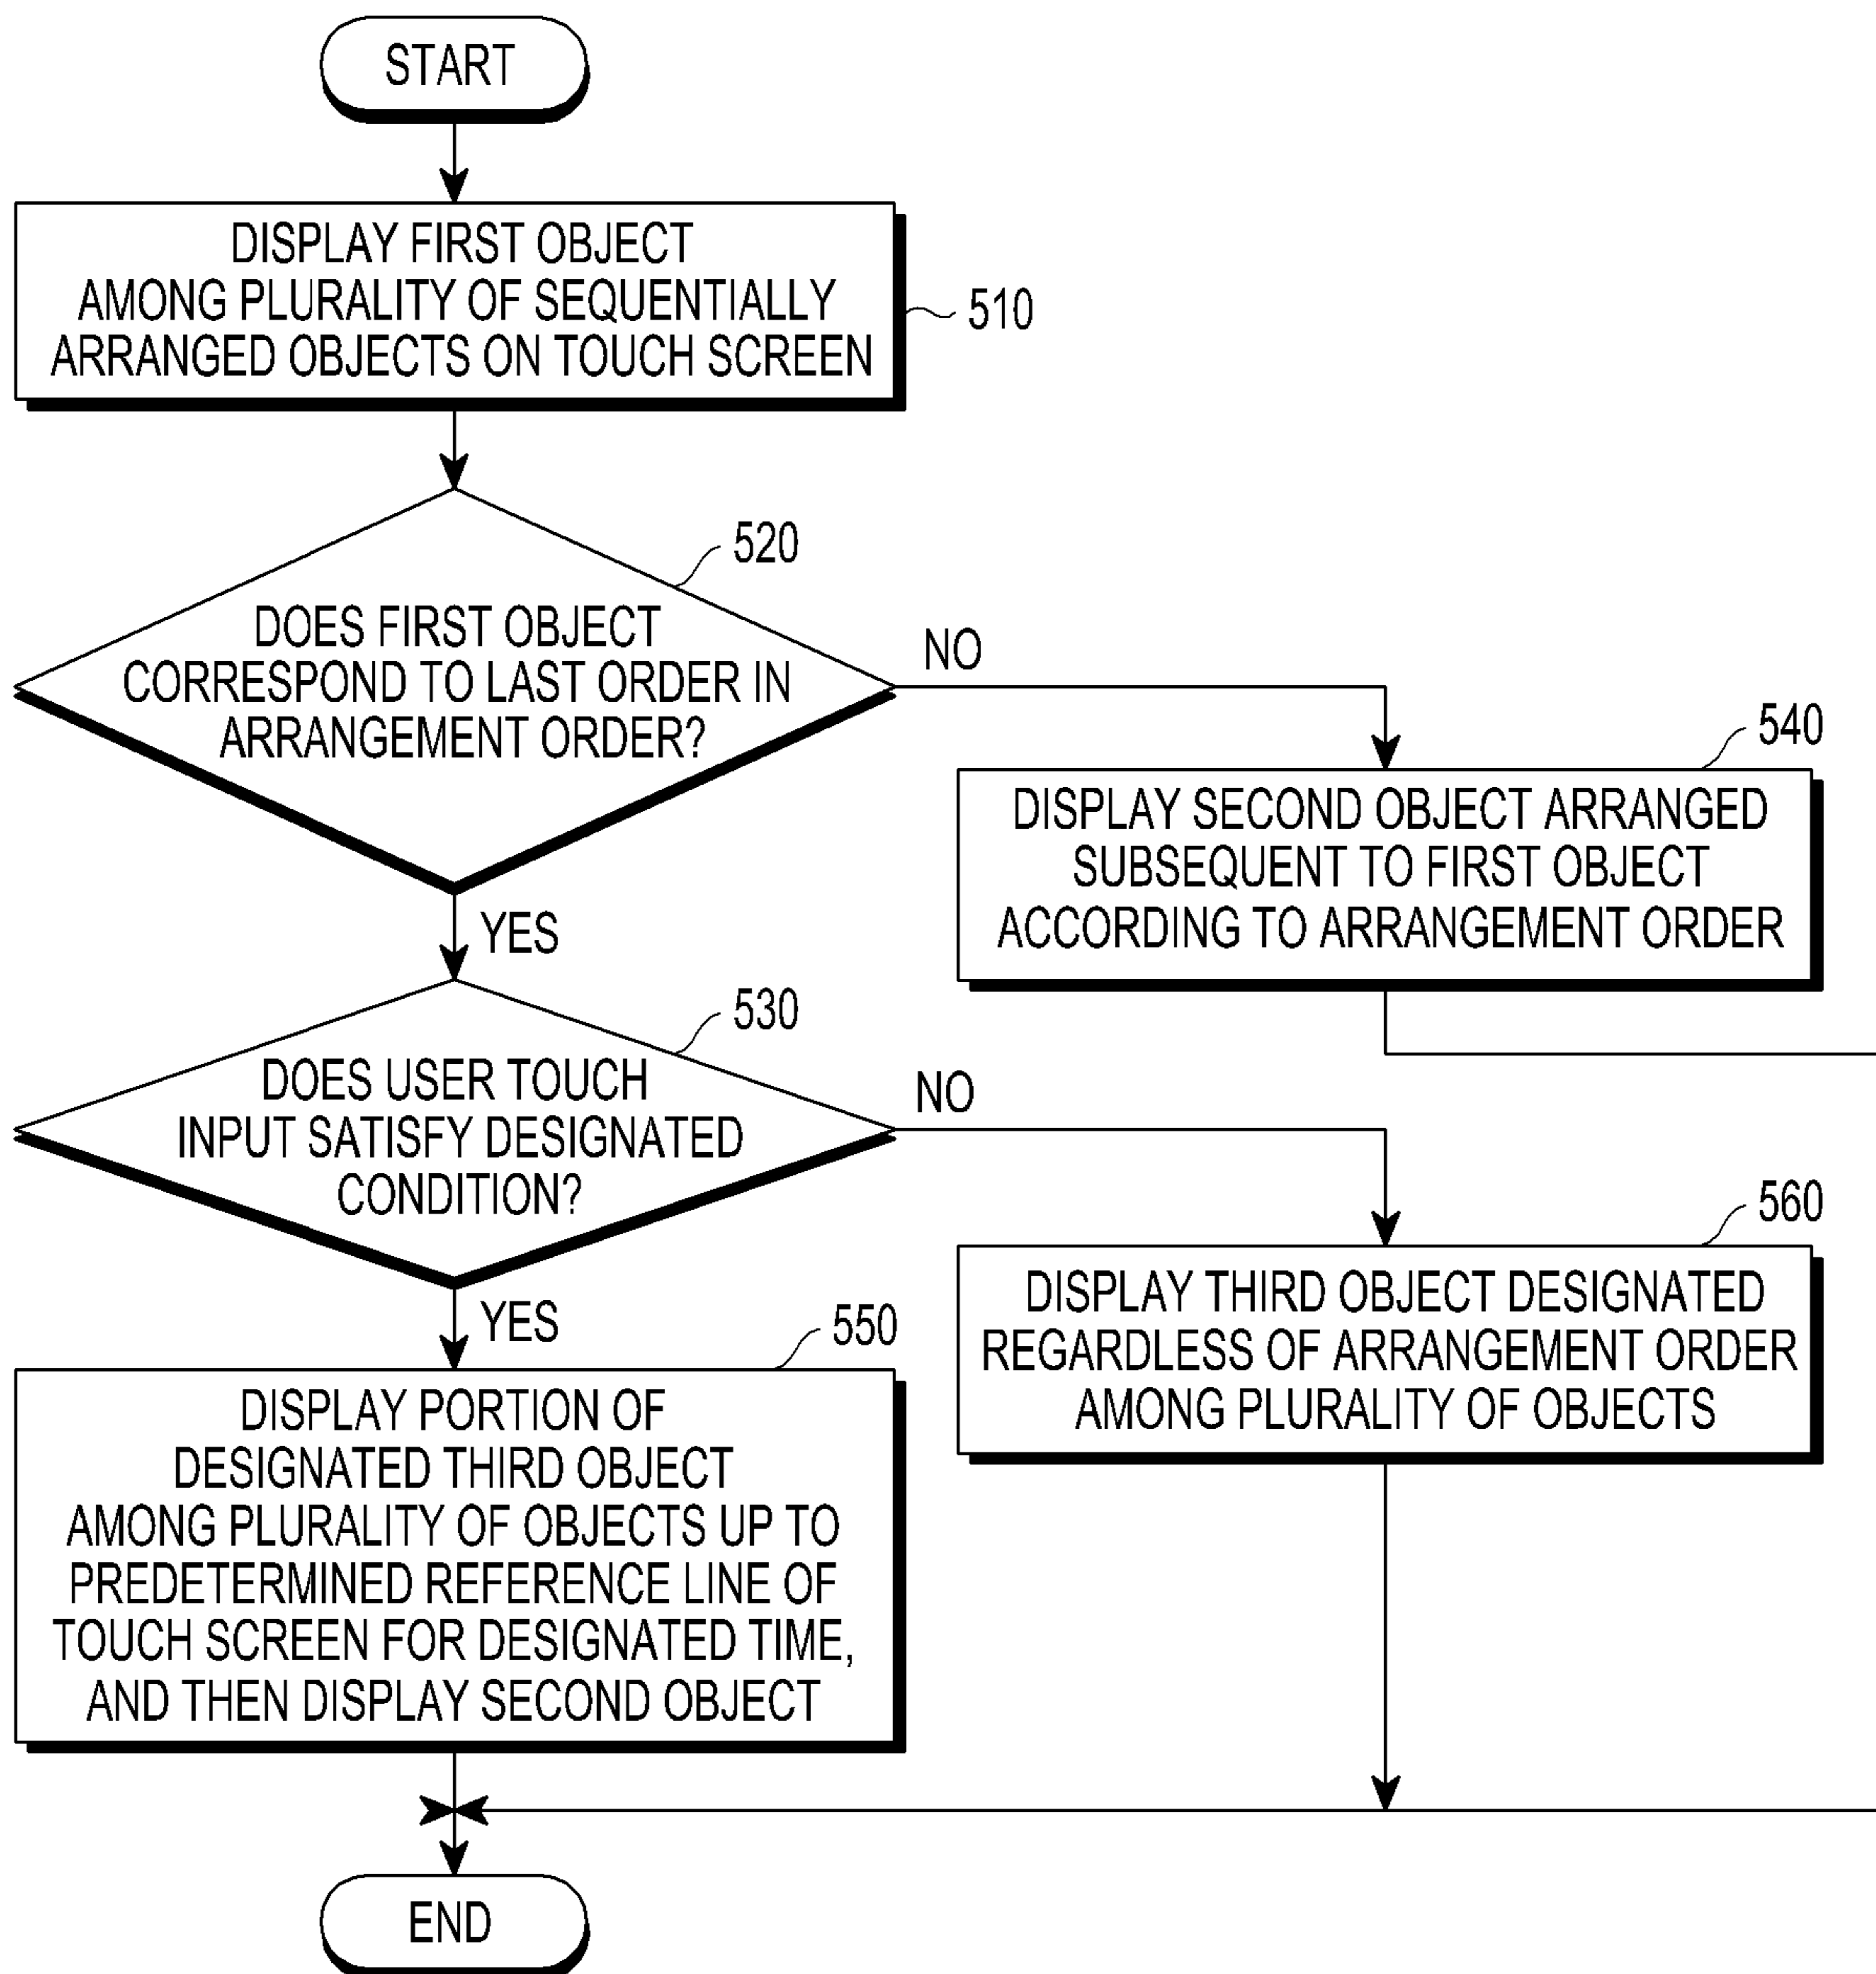 START
DISPLAY FIRST OBJECT
AMONG PLURALITY OF SEQUENTIALLY
ARRANGED OBJECTS ON TOUCH SCREEN
510
520
DOES FIRST OBJECT
CORRESPOND TO LAST ORDER IN
ARRANGEMENT ORDER?
NO
YES
540
DISPLAY SECOND OBJECT ARRANGED
SUBSEQUENT TO FIRST OBJECT
ACCORDING TO ARRANGEMENT ORDER
530
DOES USER TOUCH
INPUT SATISFY DESIGNATED
CONDITION?
NO
YES
560
DISPLAY THIRD OBJECT DESIGNATED
REGARDLESS OF ARRANGEMENT ORDER
AMONG PLURALITY OF OBJECTS
550
DISPLAY PORTION OF
DESIGNATED THIRD OBJECT
AMONG PLURALITY OF OBJECTS UP TO
PREDETERMINED REFERENCE LINE OF
TOUCH SCREEN FOR DESIGNATED TIME,
AND THEN DISPLAY SECOND OBJECT
END